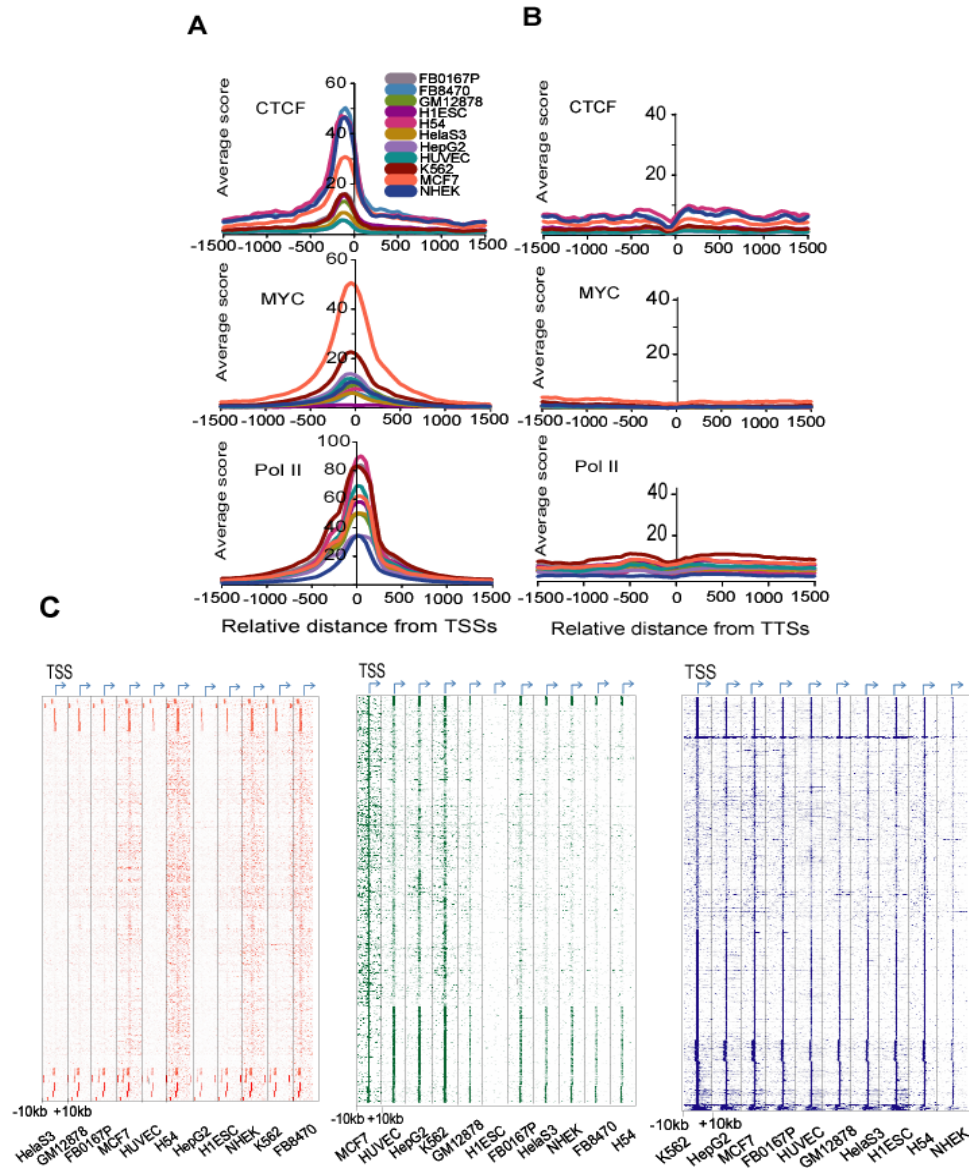 A
B
CTCF
Average score
60
40
20
-1500 -1000 -500 0 500 1000 1500
FB0167P
FB8470
GM12878
H1ESC
H54
HelaS3
HepG2
HUVEC
K562
MCF7
NHEK
CTCF
Average score
40
20
-1500 -1000 -500 0 500 1000 1500
MYC
Average score
60
40
20
-1500 -1000 -500 0 500 1000 1500
MYC
Average score
40
20
-1500 -1000 -500 0 500 1000 1500
Pol II
Average score
100
80
60
40
20
-1500 -1000 -500 0 500 1000 1500
Relative distance from TSSs
Pol II
Average score
40
20
-1500 -1000 -500 0 500 1000 1500
Relative distance from TTSs
C
TSS
-10kb +10kb
HelaS3 GM12878 FB0167P MCF7 HUVEC H54 HepG2 H1ESC NHEK K562 FB8470
TSS
-10kb +10kb
MCF7 HUVEC HepG2 K562 GM12878 H1ESC FB0167P HelaS3 NHEK FB8470 H54
TSS
-10kb +10kb
K562 HepG2 MCF7 FB0167P HUVEC GM12878 HelaS3 H1ESC H54 NHEK